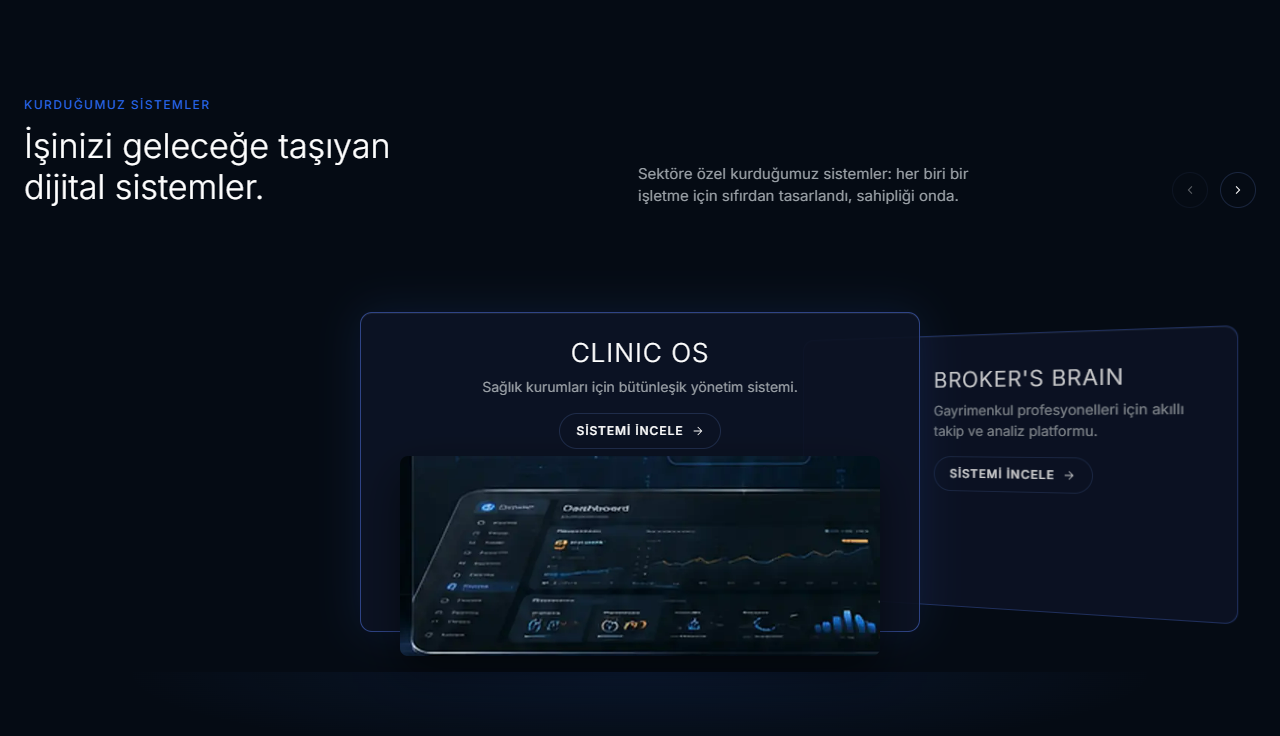 KURDUĞUMUZ SİSTEMLER
İşinizi geleceğe taşıyan
dijital sistemler.
Sektöre özel kurduğumuz sistemler: her biri bir
işletme için sıfırdan tasarlandı, sahipliği onda.
CLINIC OS
Sağlık kurumları için bütünleşik yönetim sistemi.
SİSTEMİ İNCELE
BROKER'S BRAIN
Gayrimenkul profesyonelleri için akıllı
takip ve analiz platformu.
SİSTEMİ İNCELE
Dashboard